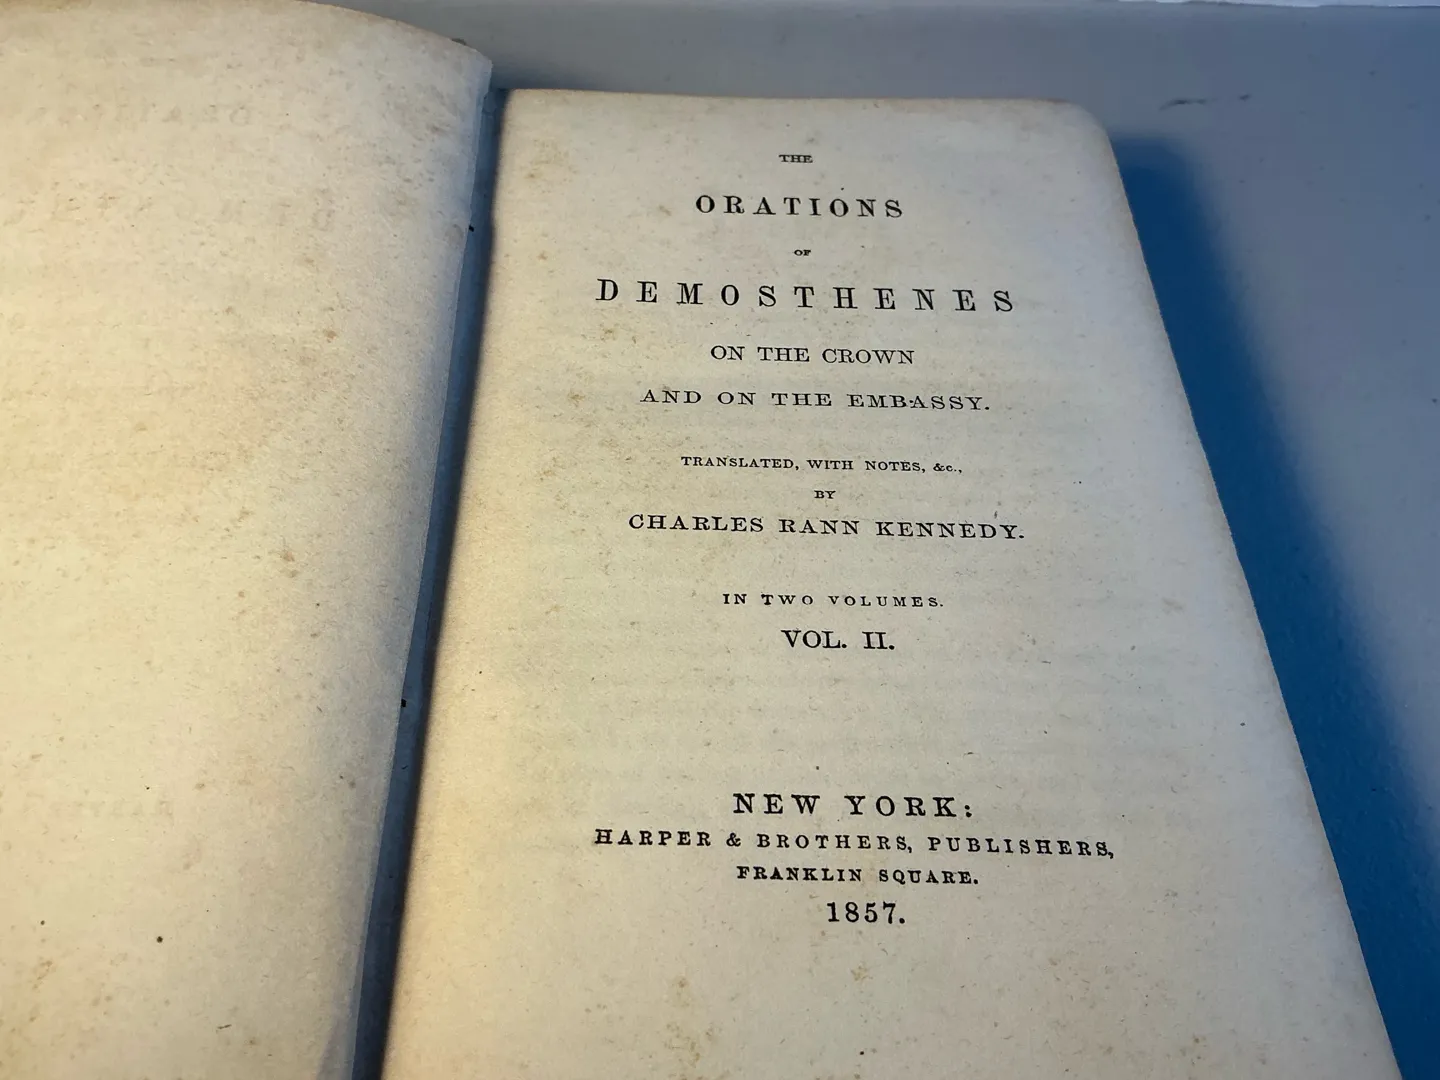 THE
ORATIONS
OF
DEMOSTHENES
ON THE CROWN
AND ON THE EMBASSY.
TRANSLATED, WITH NOTES, &c.,
BY
CHARLES RANN KENNEDY.
IN TWO VOLUMES.
VOL. II.
NEW YORK:
HARPER & BROTHERS, PUBLISHERS,
FRANKLIN SQUARE.
1857.